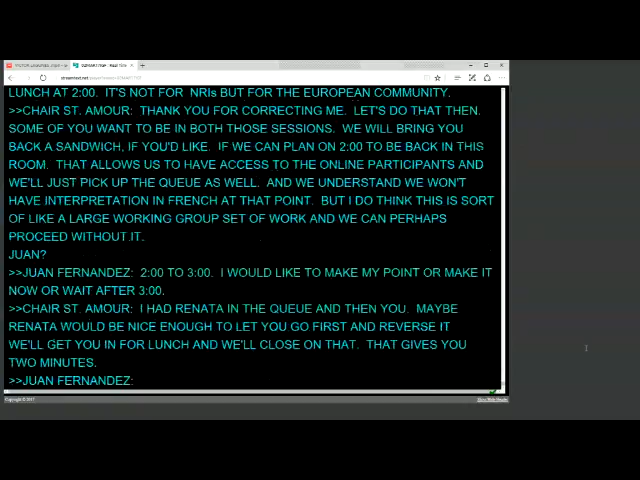 LUNCH AT 2:00. IT'S NOT FOR NRIs BUT FOR THE EUROPEAN COMMUNITY.
>>CHAIR ST. AMOUR: THANK YOU FOR CORRECTING ME. LET'S DO THAT THEN.
SOME OF YOU WANT TO BE IN BOTH THOSE SESSIONS. WE WILL BRING YOU
BACK A SANDWICH, IF YOU'D LIKE. IF WE CAN PLAN ON 2:00 TO BE BACK IN THIS
ROOM. THAT ALLOWS US TO HAVE ACCESS TO THE ONLINE PARTICIPANTS AND
WE'LL JUST PICK UP THE QUEUE AS WELL. AND WE UNDERSTAND WE WON'T
HAVE INTERPRETATION IN FRENCH AT THAT POINT. BUT I DO THINK THIS IS SORT
OF LIKE A LARGE WORKING GROUP SET OF WORK AND WE CAN PERHAPS
PROCEED WITHOUT IT.
JUAN?
>>JUAN FERNANDEZ: 2:00 TO 3:00. I WOULD LIKE TO MAKE MY POINT OR MAKE IT
NOW OR WAIT AFTER 3:00.
>>CHAIR ST. AMOUR: I HAD RENATA IN THE QUEUE AND THEN YOU. MAYBE
RENATA WOULD BE NICE ENOUGH TO LET YOU GO FIRST AND REVERSE IT
WE'LL GET YOU IN FOR LUNCH AND WE'LL CLOSE ON THAT. THAT GIVES YOU
TWO MINUTES.
>>JUAN FERNANDEZ: